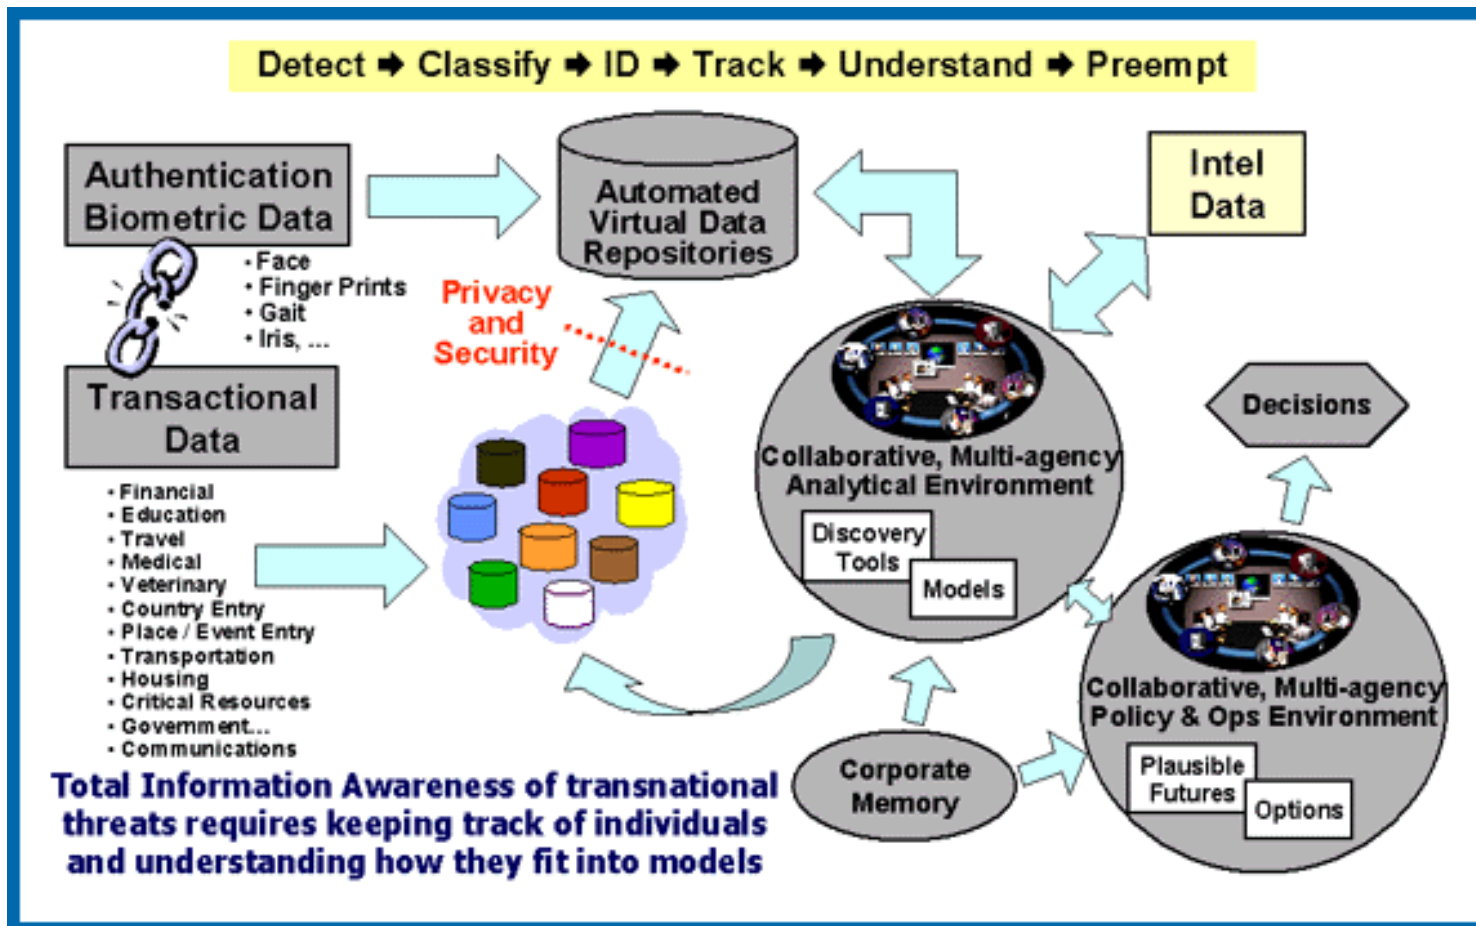 Detect ➡ Classify ➡ ID ➡ Track ➡ Understand ➡ Preempt
Authentication
Biometric Data
• Face
• Finger Prints
• Gait
• Iris, ...
Transactional
Data
• Financial
• Education
• Travel
• Medical
• Veterinary
• Country Entry
• Place / Event Entry
• Transportation
• Housing
• Critical Resources
• Government...
• Communications
Automated
Virtual Data
Repositories
Privacy
and
Security
Intel
Data
Collaborative, Multi-agency
Analytical Environment
Discovery
Tools
Models
Decisions
Collaborative, Multi-agency
Policy & Ops Environment
Plausible
Futures
Options
Corporate
Memory
Total Information Awareness of transnational
threats requires keeping track of individuals
and understanding how they fit into models